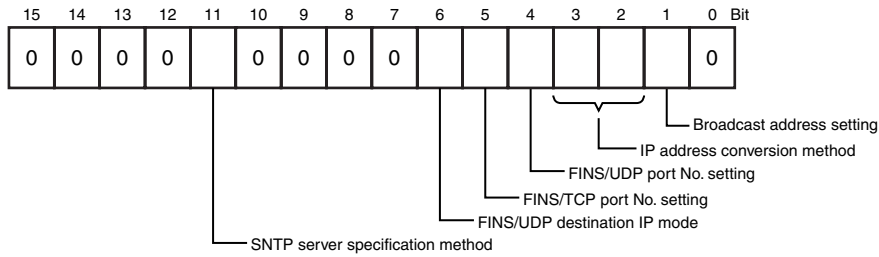 15 14 13 12 11 10 9 8 7 6 5 4 3 2 1 0 Bit
0 0 0 0 0 0 0 0 0
Broadcast address setting
IP address conversion method
FINS/UDP port No. setting
FINS/TCP port No. setting
FINS/UDP destination IP mode
SNTP server specification method